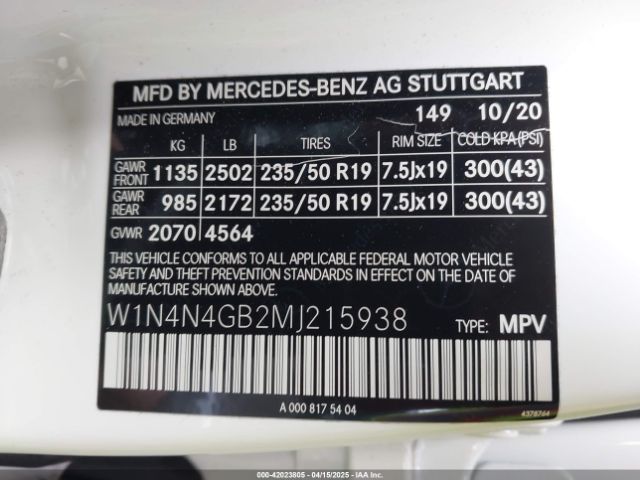 MFD BY MERCEDES-BENZ AG STUTTGART
MADE IN GERMANY 149 10/20
KG LB TIRES RIM SIZE COLD KPA(PSI)
GAWR FRONT 1135 2502 235/50 R19 7.5Jx19 300(43)
GAWR REAR 985 2172 235/50 R19 7.5Jx19 300(43)
GVWR 2070 4564
THIS VEHICLE CONFORMS TO ALL APPLICABLE FEDERAL MOTOR VEHICLE
SAFETY AND THEFT PREVENTION STANDARDS IN EFFECT ON THE DATE OF
MANUFACTURE SHOWN ABOVE.
W1N4N4GB2MJ215938 TYPE: MPV
A 000 817 54 04
4378764
000-42023805 - 04/15/2025 - IMAGE. COPYRIGHT IAA, LLC.